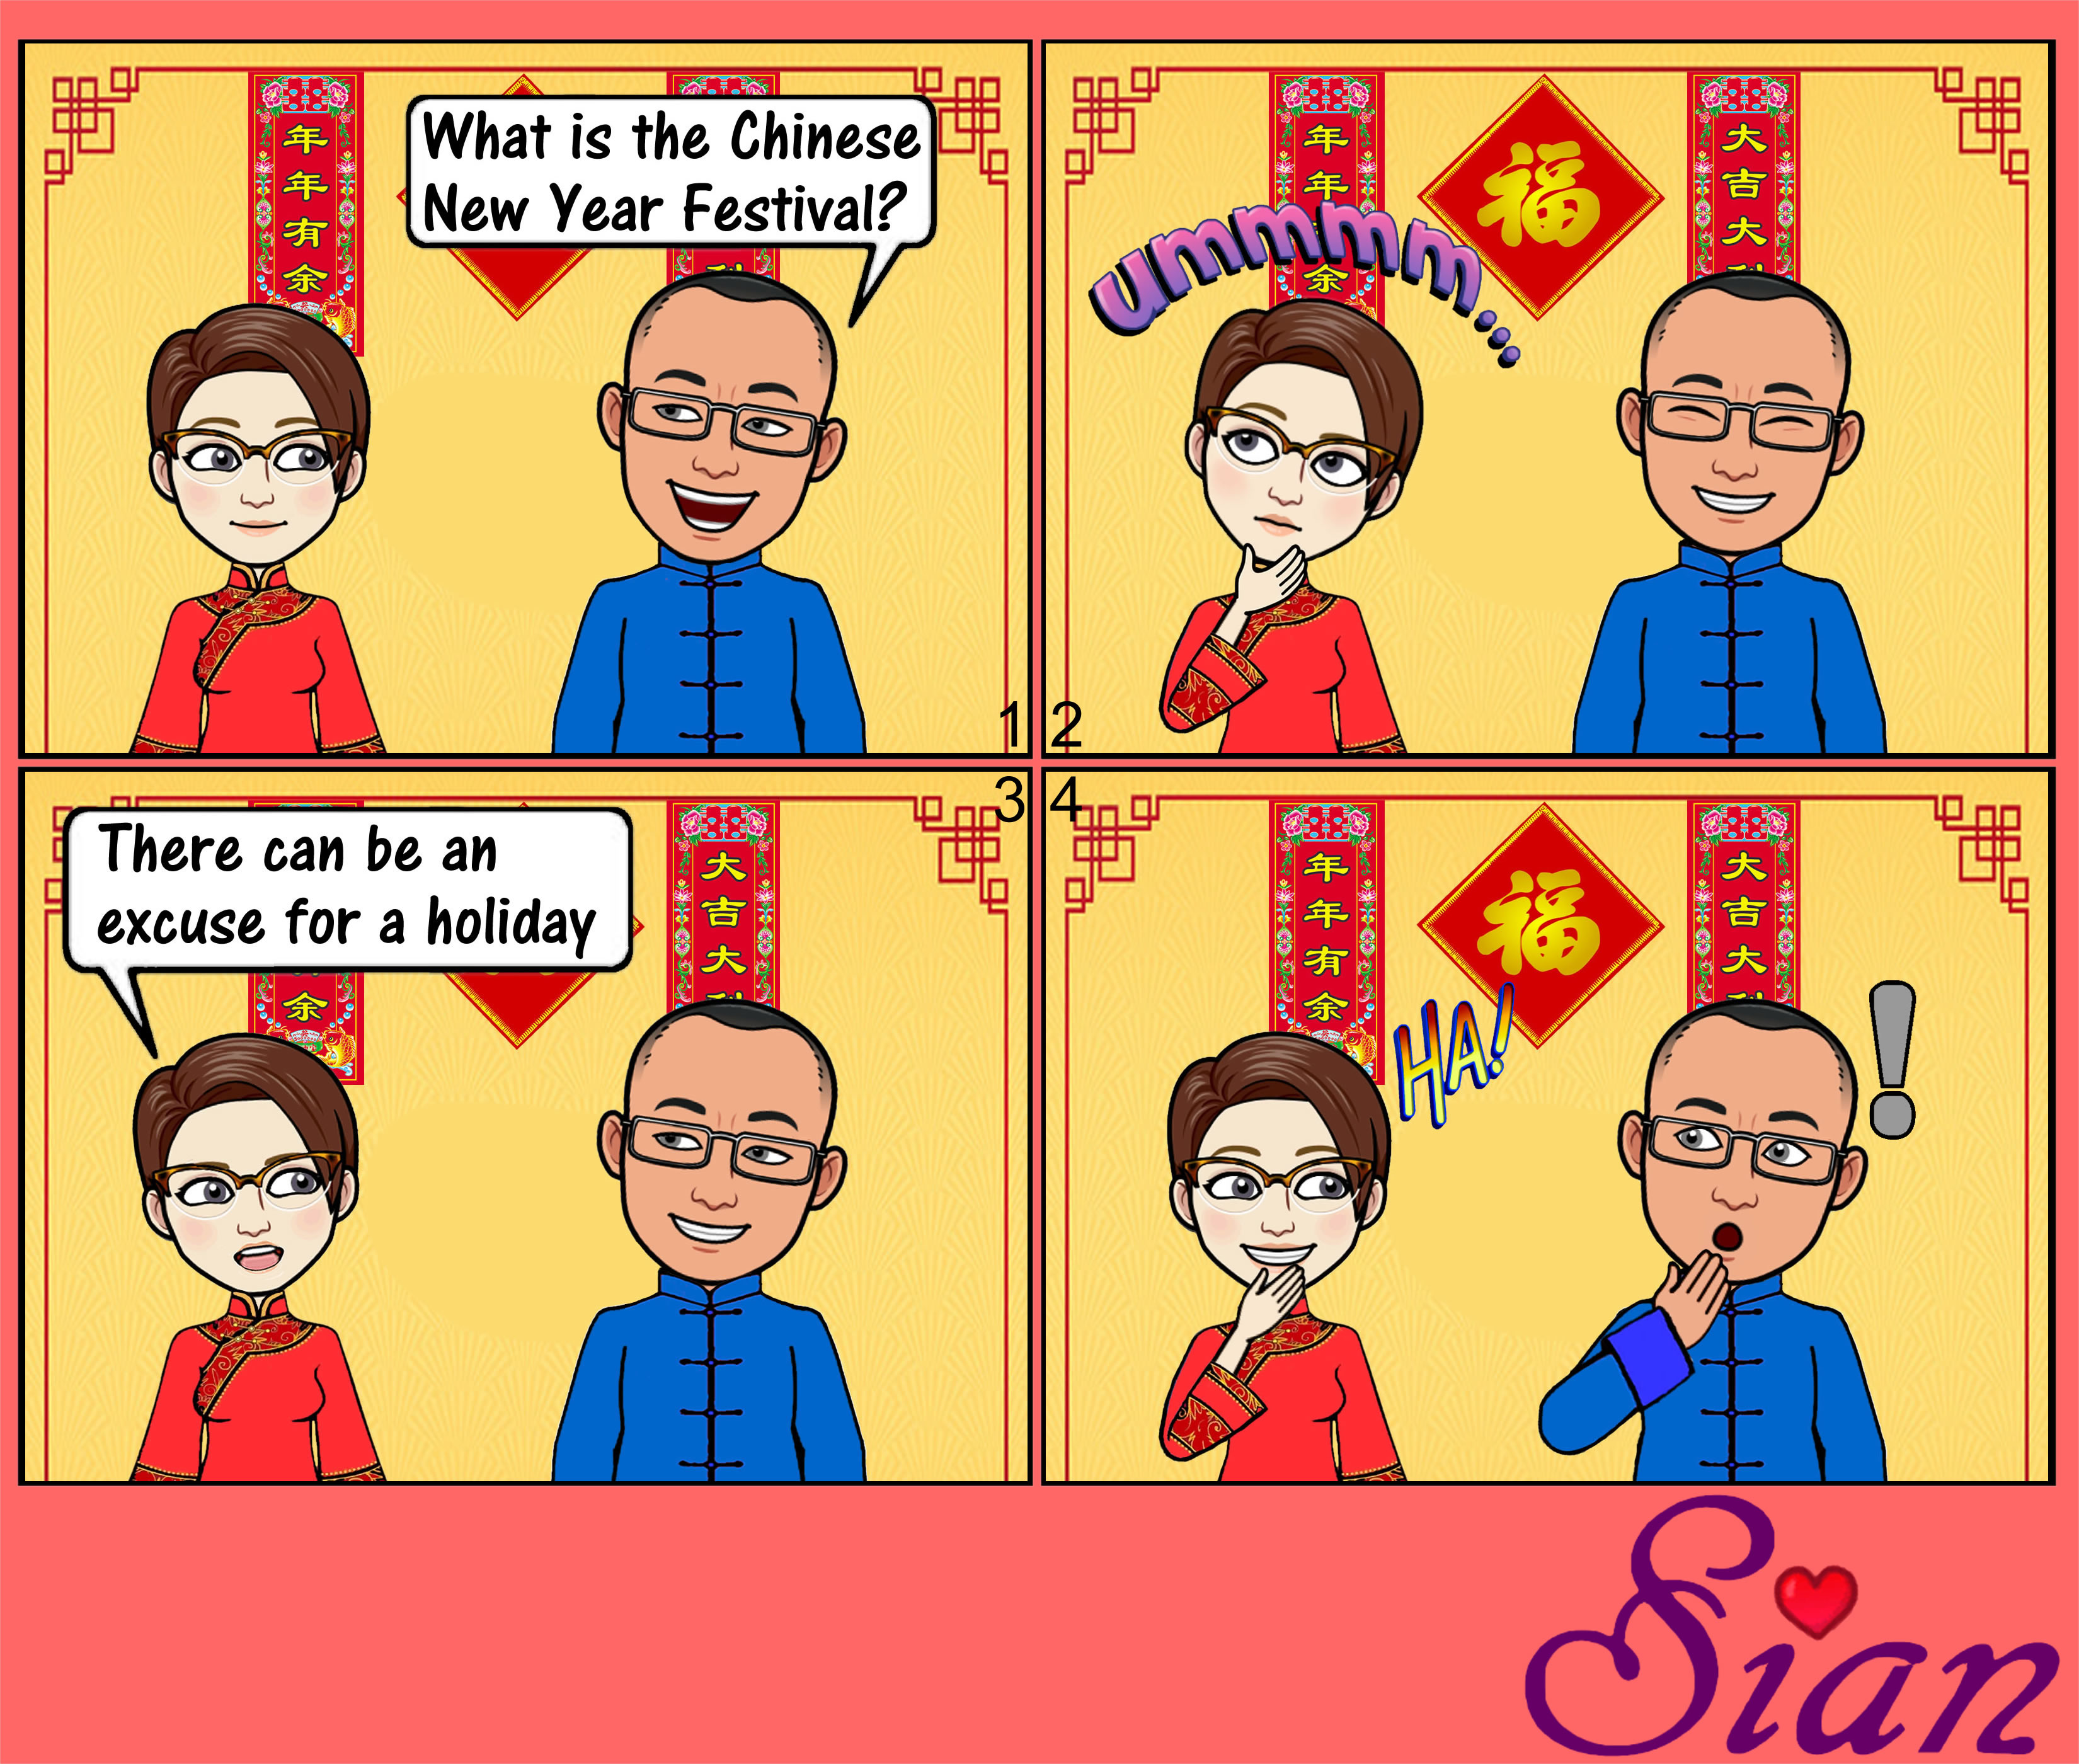 年年有余
What is the Chinese
New Year Festival?
1
年年
余
ummmm...
福
大吉大
2
There can be an
excuse for a holiday
余
大吉大
3
4
年年有余
福
大吉大
HA!
!
Sian